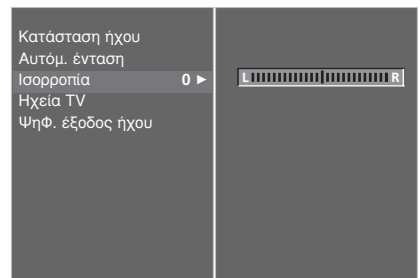 Κατάσταση ήχου
Αυτόμ. ένταση
Ισορροπία 0 ►
Ηχεία TV
ΨηΦ. έξοδος ήχου
L R